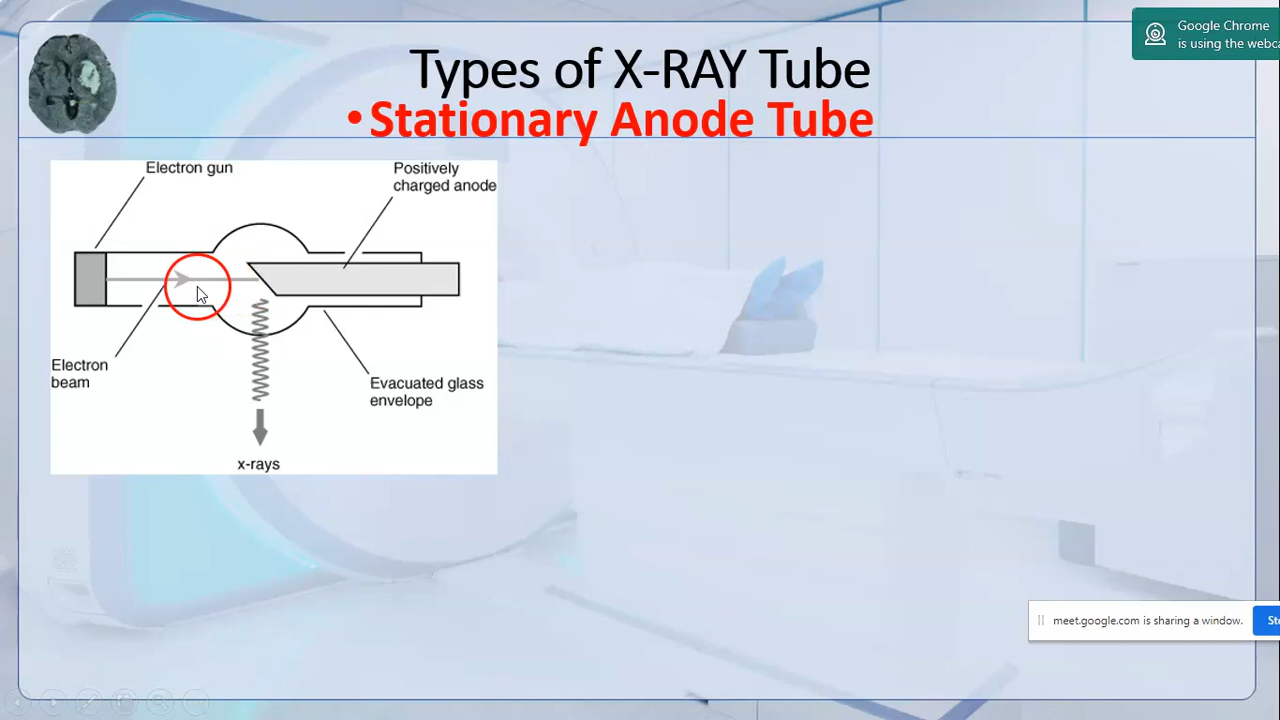 Google Chrome
is using the webc
Types of X-RAY Tube
• Stationary Anode Tube
Electron gun
Positively
charged anode
Electron
beam
Evacuated glass
envelope
x-rays
meet.google.com is sharing a window.